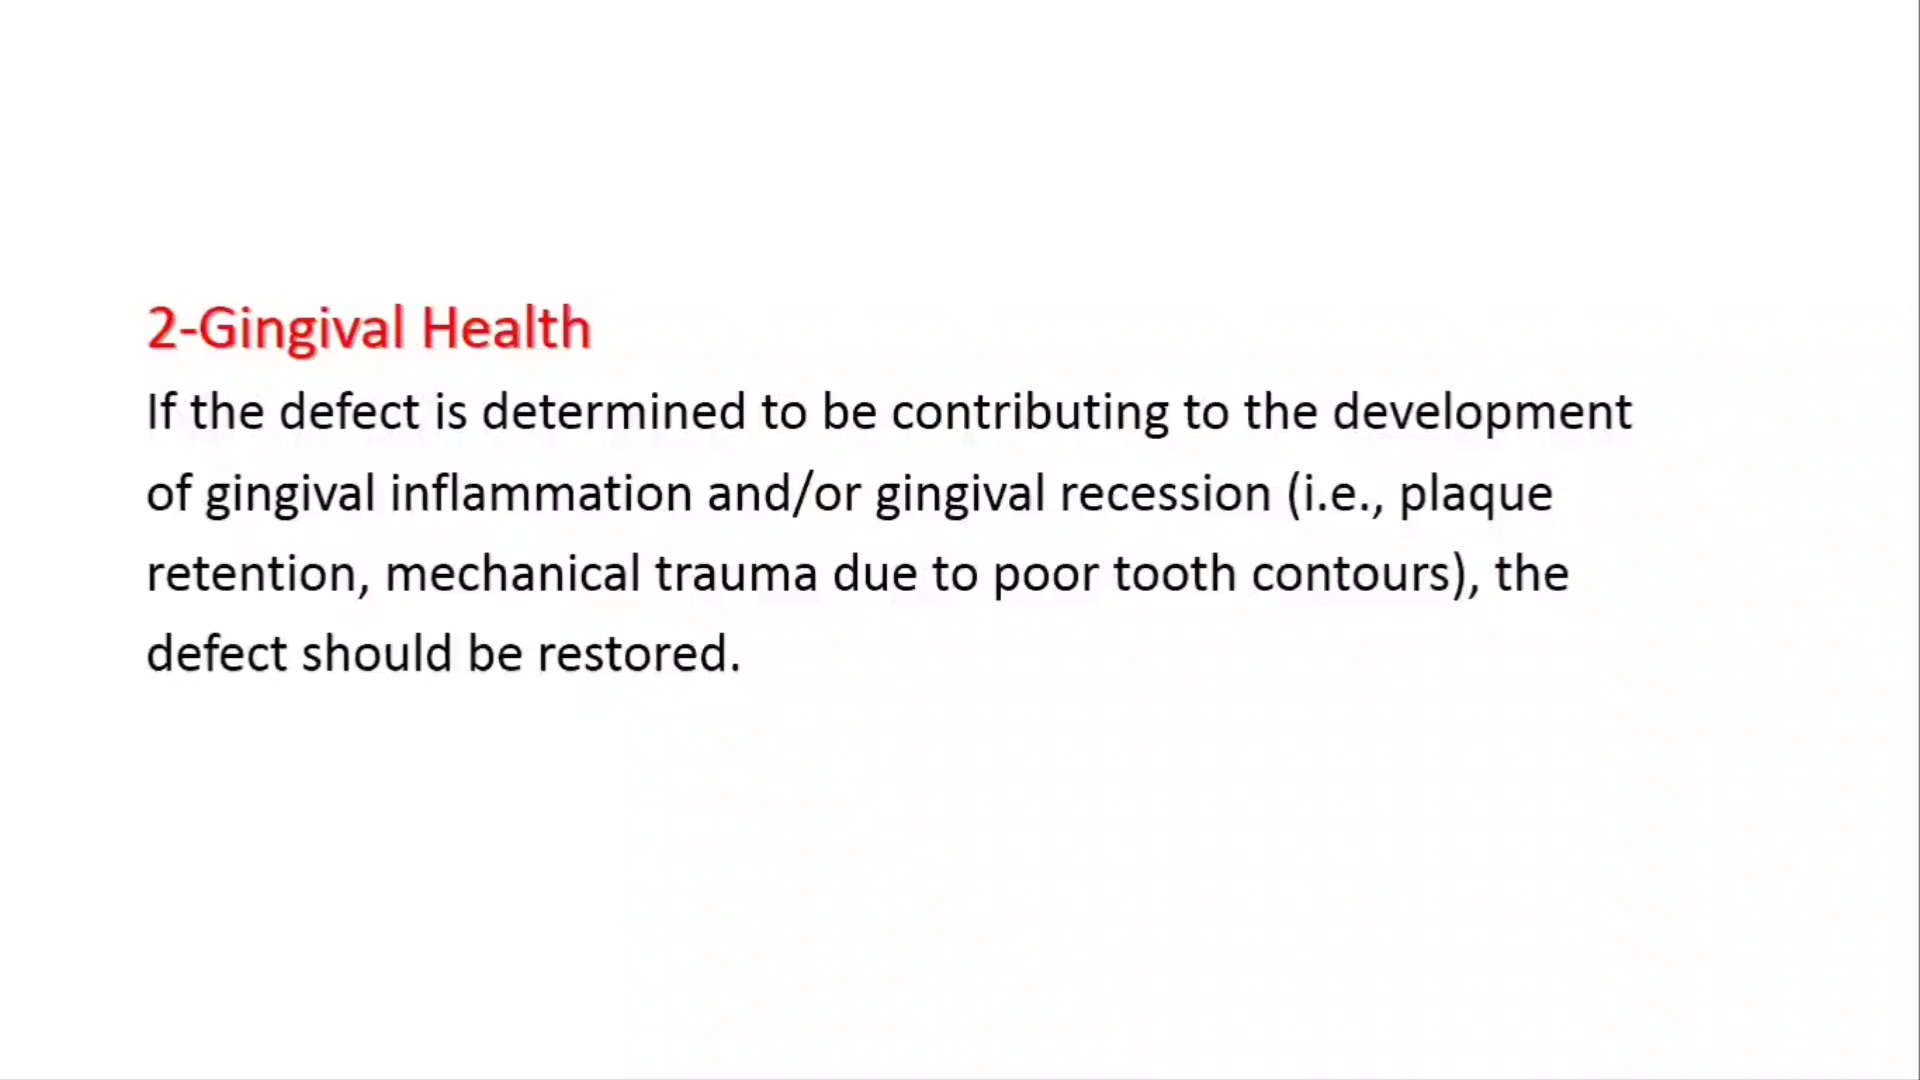 2-Gingival Health
If the defect is determined to be contributing to the development
of gingival inflammation and/or gingival recession (i.e., plaque
retention, mechanical trauma due to poor tooth contours), the
defect should be restored.